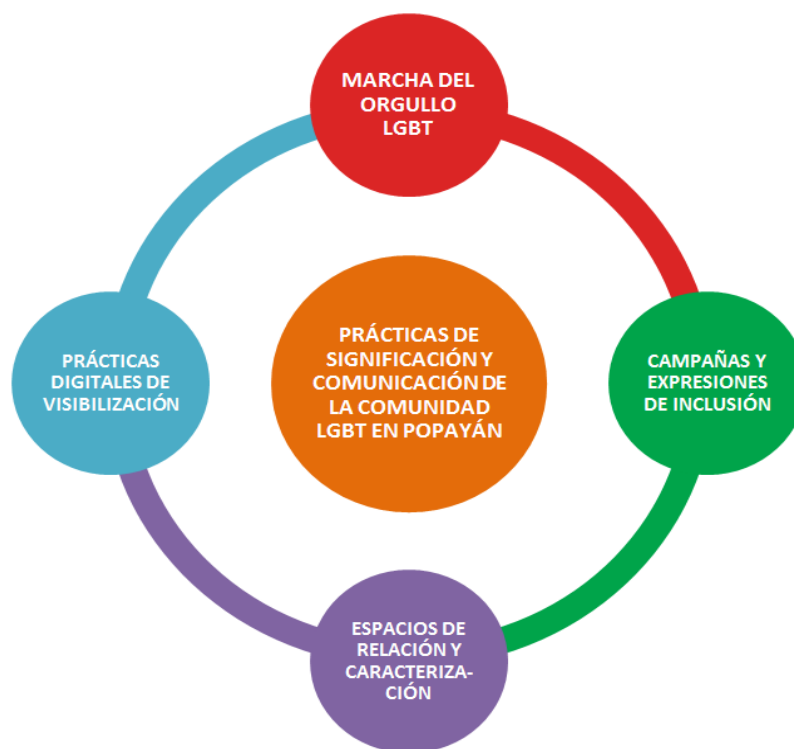 MARCHA DEL
ORGULLO
LGBT
PRÁCTICAS DE
SIGNIFICACIÓN Y
COMUNICACIÓN DE
LA COMUNIDAD
LGBT EN POPAYÁN
PRÁCTICAS
DIGITALES DE
VISIBILIZACIÓN
CAMPAÑAS Y
EXPRESIONES
DE INCLUSIÓN
ESPACIOS DE
RELACIÓN Y
CARACTERIZA-
CIÓN